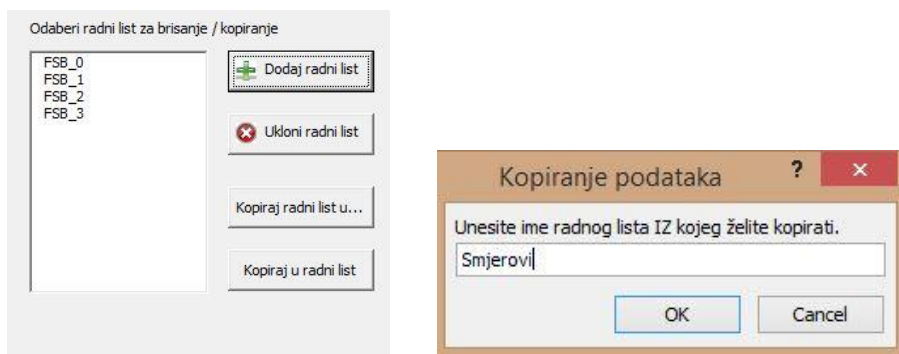 Odaberi radni list za brisanje / kopiranje
FSB_0
FSB_1
FSB_2
FSB_3
Dodaj radni list
Ukloni radni list
Kopiraj radni list u...
Kopiraj u radni list
Kopiranje podataka
?
×
Unesite ime radnog lista IZ kojeg želite kopirati.
Smjerovi
OK
Cancel